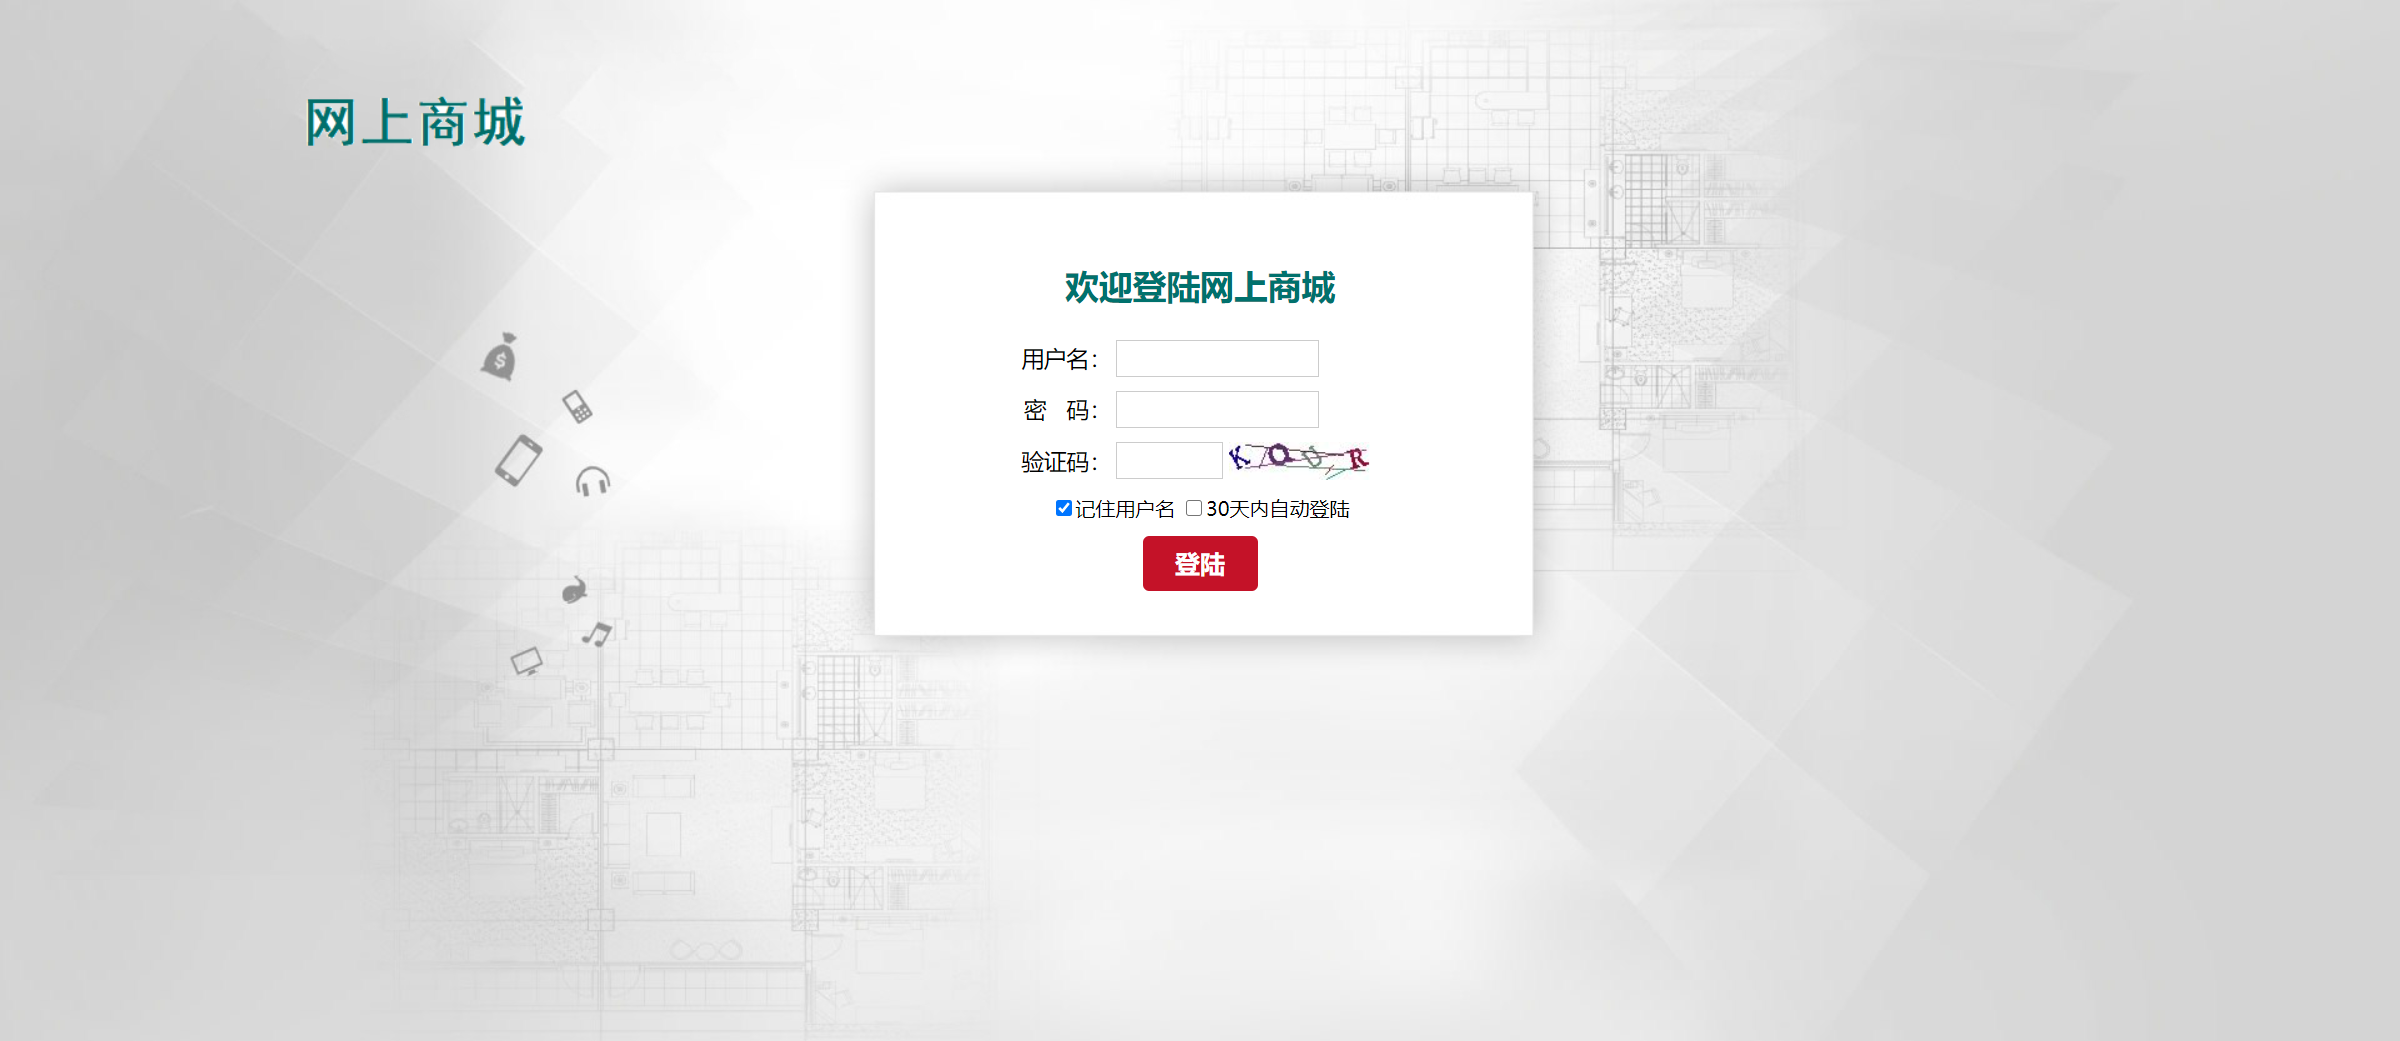 网上商城
欢迎登陆网上商城
用户名：
密 码：
验证码：
记住用户名 30天内自动登陆
登陆